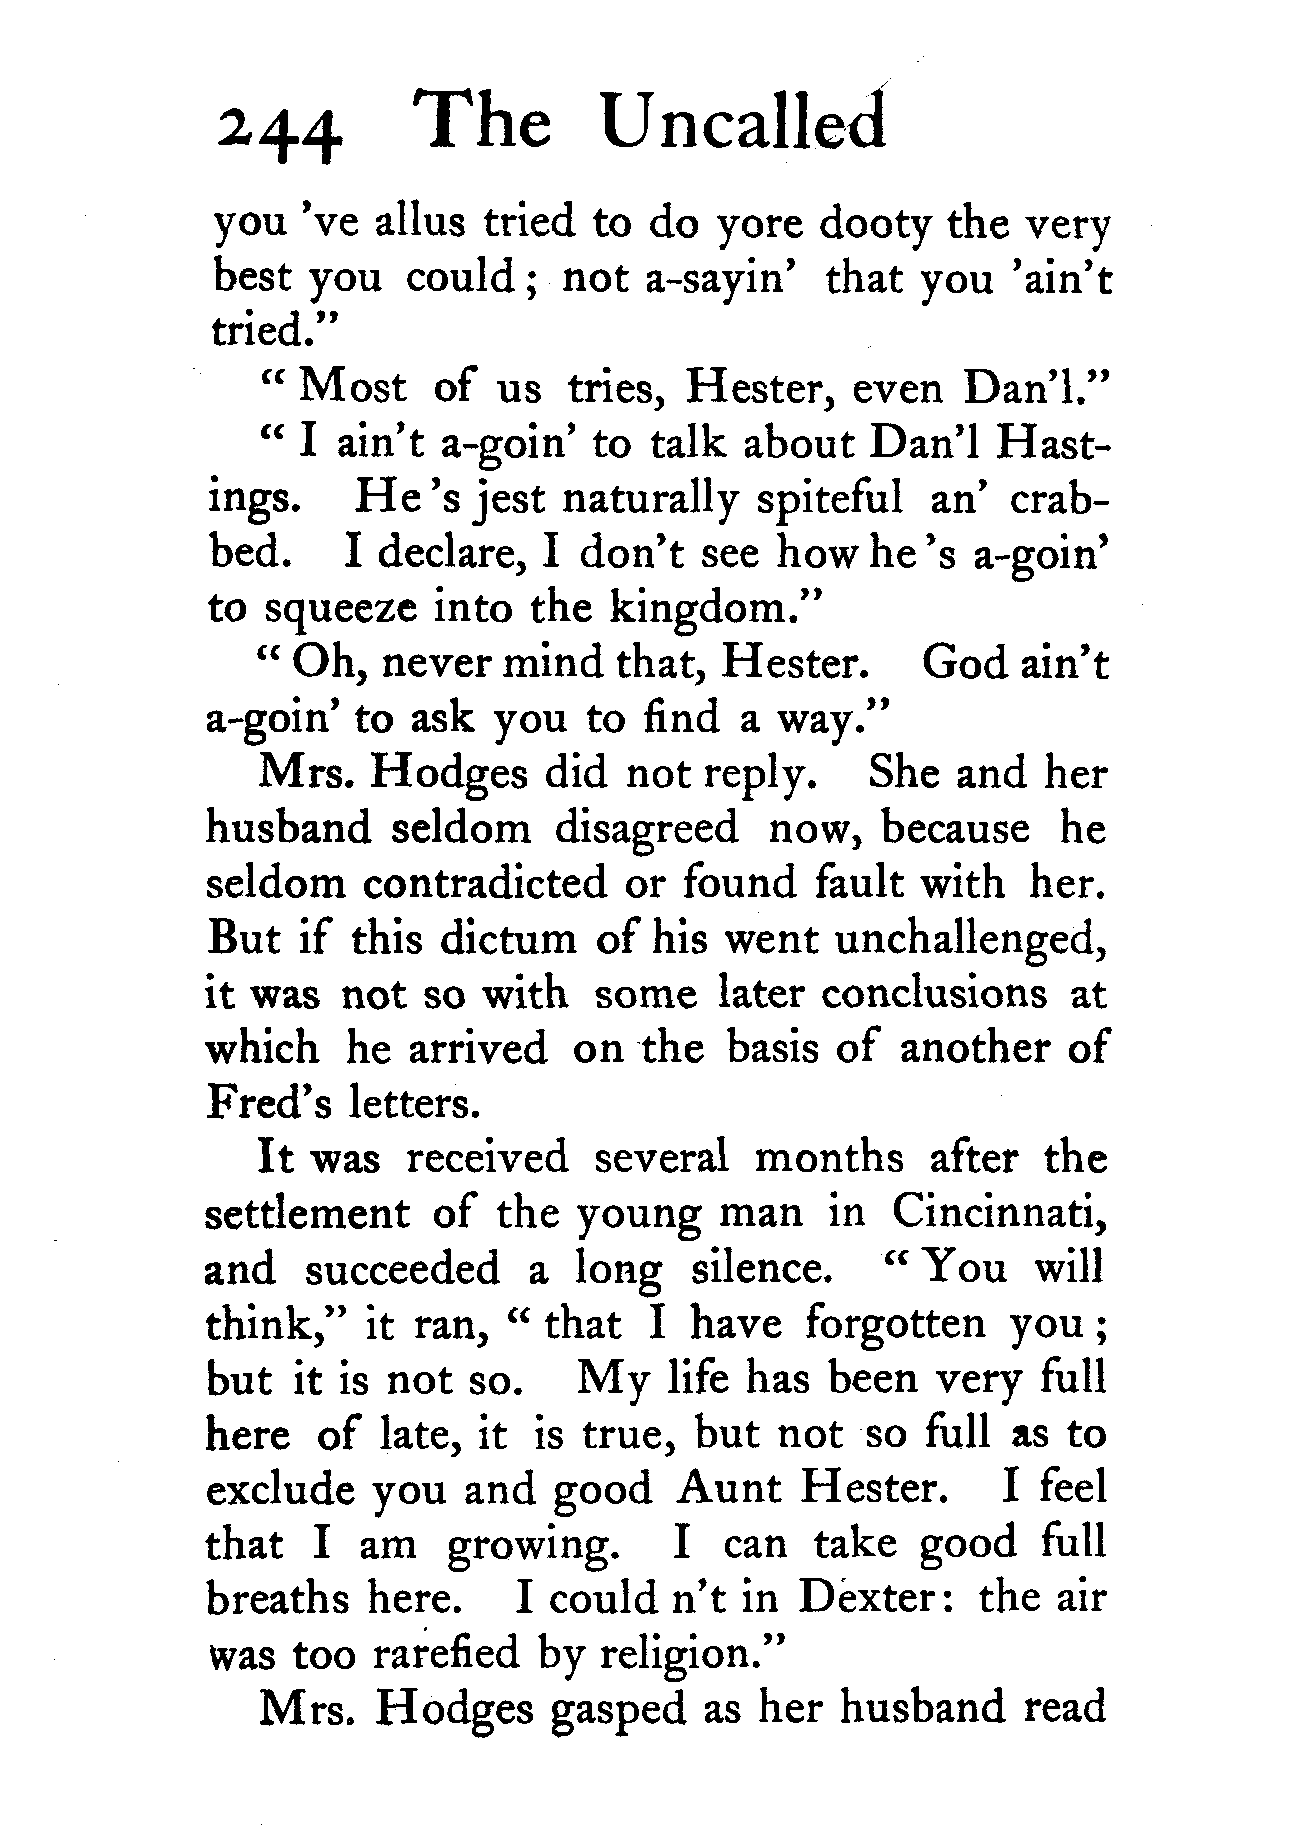 244 The Uncalled
you 've allus tried to do yore dooty the very
best you could ; not a-sayin' that you 'ain't
tried."
" Most of us tries, Hester, even Dan'l."
" I ain't a-goin' to talk about Dan'l Hast-
ings. He 's jest naturally spiteful an' crab-
bed. I declare, I don't see how he 's a-goin'
to squeeze into the kingdom."
" Oh, never mind that, Hester. God ain't
a-goin' to ask you to find a way."
Mrs. Hodges did not reply. She and her
husband seldom disagreed now, because he
seldom contradicted or found fault with her.
But if this dictum of his went unchallenged,
it was not so with some later conclusions at
which he arrived on the basis of another of
Fred's letters.
It was received several months after the
settlement of the young man in Cincinnati,
and succeeded a long silence. " You will
think," it ran, " that I have forgotten you ;
but it is not so. My life has been very full
here of late, it is true, but not so full as to
exclude you and good Aunt Hester. I feel
that I am growing. I can take good full
breaths here. I could n't in Dexter: the air
was too rarefied by religion."
Mrs. Hodges gasped as her husband read